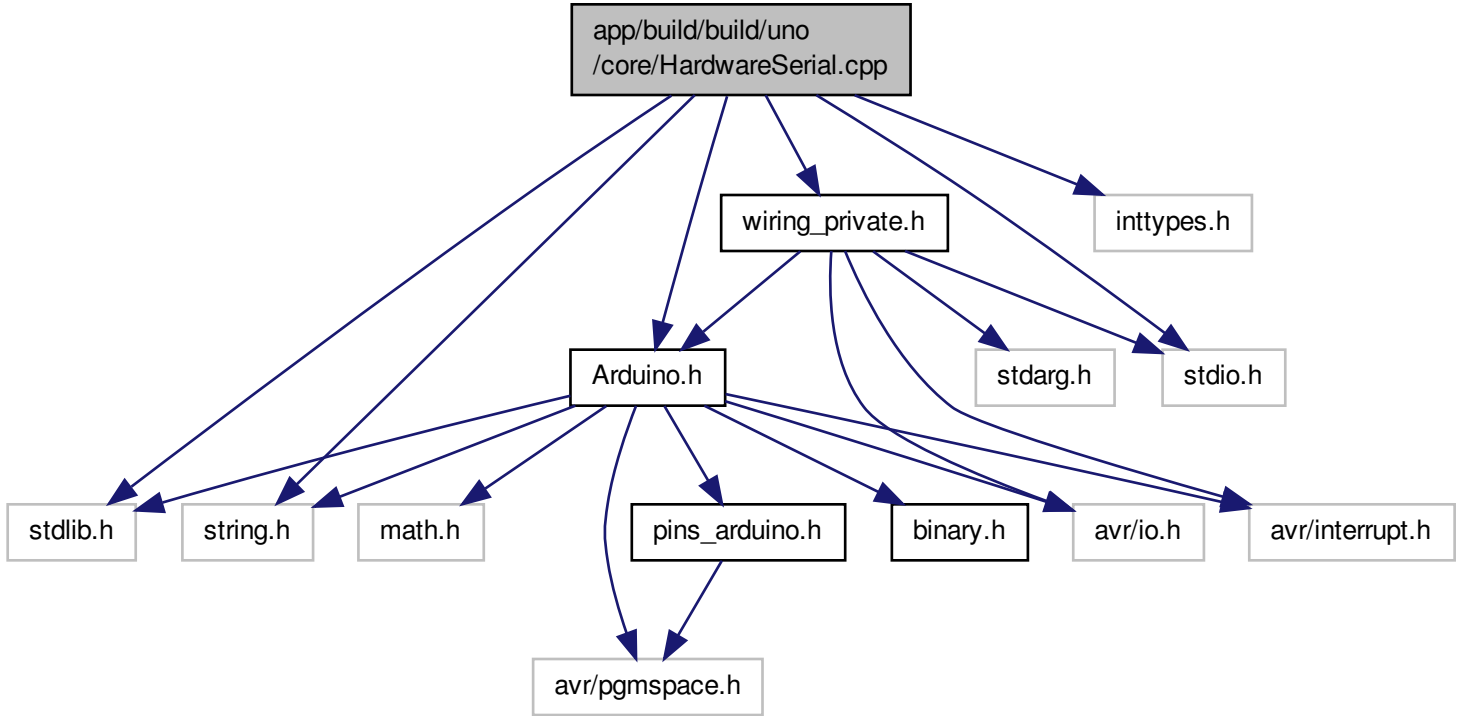 app/build/build/uno
/core/HardwareSerial.cpp
wiring_private.h
inttypes.h
Arduino.h
stdarg.h
stdio.h
stdlib.h
string.h
math.h
pins_arduino.h
binary.h
avr/io.h
avr/interrupt.h
avr/pgmspace.h